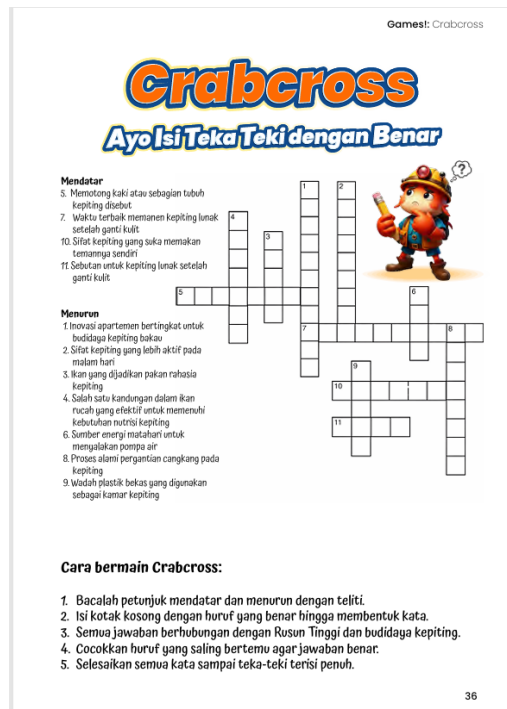 Games!: Crabcross
Crabcross
Ayo Isi Teka Teki dengan Benar
Mendatar
5. Memotong kaki atau sebagian tubuh
kepiting disebut
7. Waktu terbaik memanen kepiting lunak
setelah ganti kulit
10. Sifat kepiting yang suka memakan
temannya sendiri
11. Sebutan untuk kepiting lunak setelah
ganti kulit
Menurun
1. Inovasi apartemen bertingkat untuk
budidaya kepiting bakau
2. Sifat kepiting yang lebih aktif pada
malam hari
3. Ikan yang dijadikan pakan rahasia
kepiting
4. Salah satu kandungan dalam ikan
rucah yang efektif untuk memenuhi
kebutuhan nutrisi kepiting
6. Sumber energi matahari untuk
menyalakan pompa air
8. Proses alami pergantian cangkang pada
kepiting
9. Wadah plastik bekas yang digunakan
sebagai kamar kepiting
1
2
?
4
3
5
6
7
8
9
10
11
Cara bermain Crabcross:
1. Bacalah petunjuk mendatar dan menurun dengan teliti.
2. Isi kotak kosong dengan huruf yang benar hingga membentuk kata.
3. Semua jawaban berhubungan dengan Rusun Tinggi dan budidaya kepiting.
4. Cocokkan huruf yang saling bertemu agar jawaban benar.
5. Selesaikan semua kata sampai teka-teki terisi penuh.
36